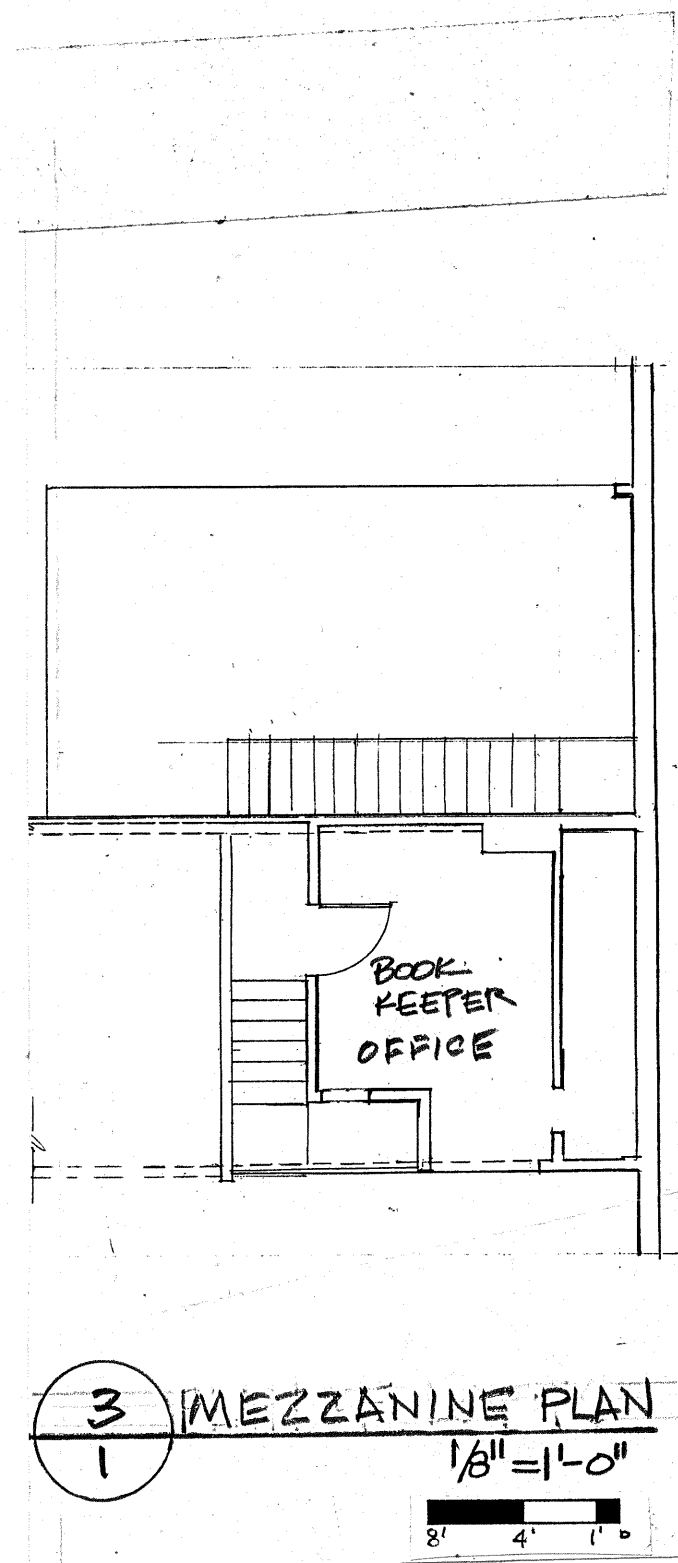 BOOK
KEEPER
OFFICE
3
1
MEZZANINE PLAN
1/8" = 1'-0"
8' 4' 1' 0